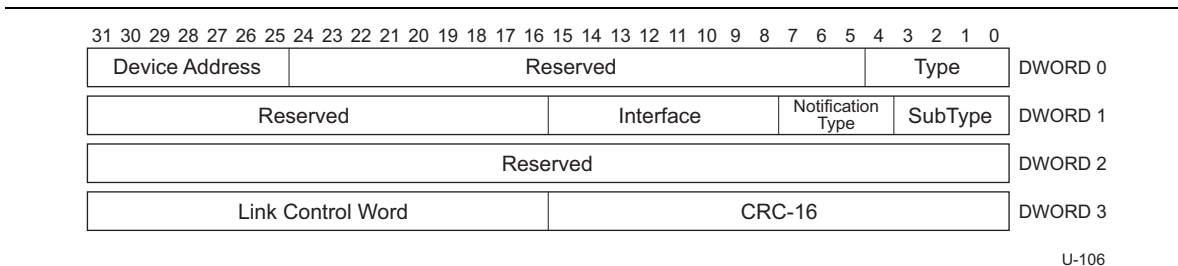 31 30 29 28 27 26 25 24 23 22 21 20 19 18 17 16 15 14 13 12 11 10 9 8 7 6 5 4 3 2 1 0
Device Address Reserved Type DWORD 0
Reserved Interface Notification Type SubType DWORD 1
Reserved DWORD 2
Link Control Word CRC-16 DWORD 3
U-106